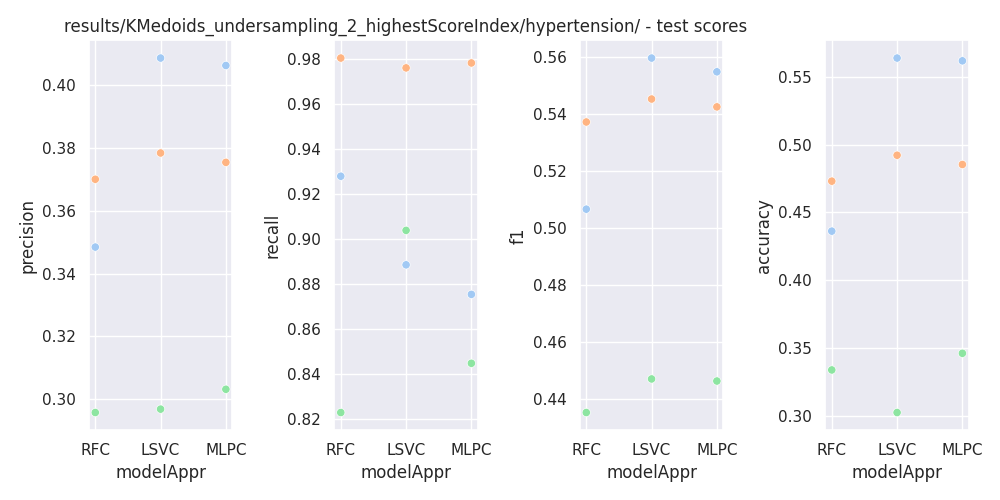 results/KMedoids_undersampling_2_highestScoreIndex/hypertension/ - test scores
precision
0.40
0.38
0.36
0.34
0.32
0.30
RFC LSVC MLPC
modelAppr
recall
0.98
0.96
0.94
0.92
0.90
0.88
0.86
0.84
0.82
RFC LSVC MLPC
modelAppr
f1
0.56
0.54
0.52
0.50
0.48
0.46
0.44
RFC LSVC MLPC
modelAppr
accuracy
0.55
0.50
0.45
0.40
0.35
0.30
RFC LSVC MLPC
modelAppr